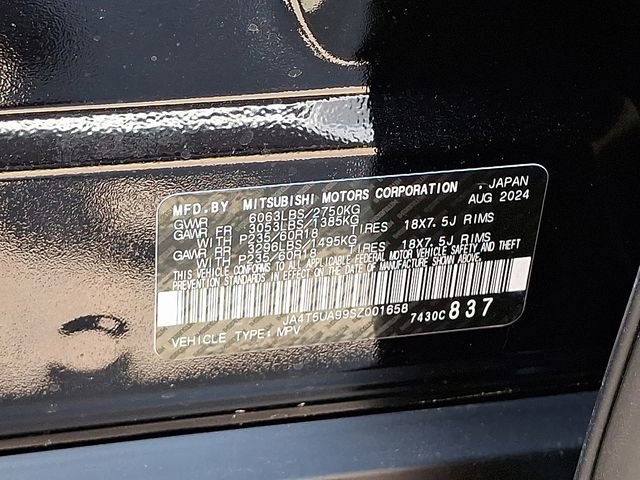 MFD.BY MITSUBISHI MOTORS CORPORATION , JAPAN
GVWR 6063LBS/2750KG AUG 2024
GAWR FR 3053LBS/1385KG
WITH P235/60R18 TIRES 18X7.5J RIMS
GAWR RR 3296LBS/1495KG
WITH P235/60R18 TIRES 18X7.5J RIMS
THIS VEHICLE CONFORMS TO ALL APPLICABLE FEDERAL MOTOR VEHICLE SAFETY AND THEFT
PREVENTION STANDARDS IN EFFECT ON THE DATE OF MANUFACTURE SHOWN ABOVE.
JA4T5UA99SZ001658 7430C 837
VEHICLE TYPE: MPV